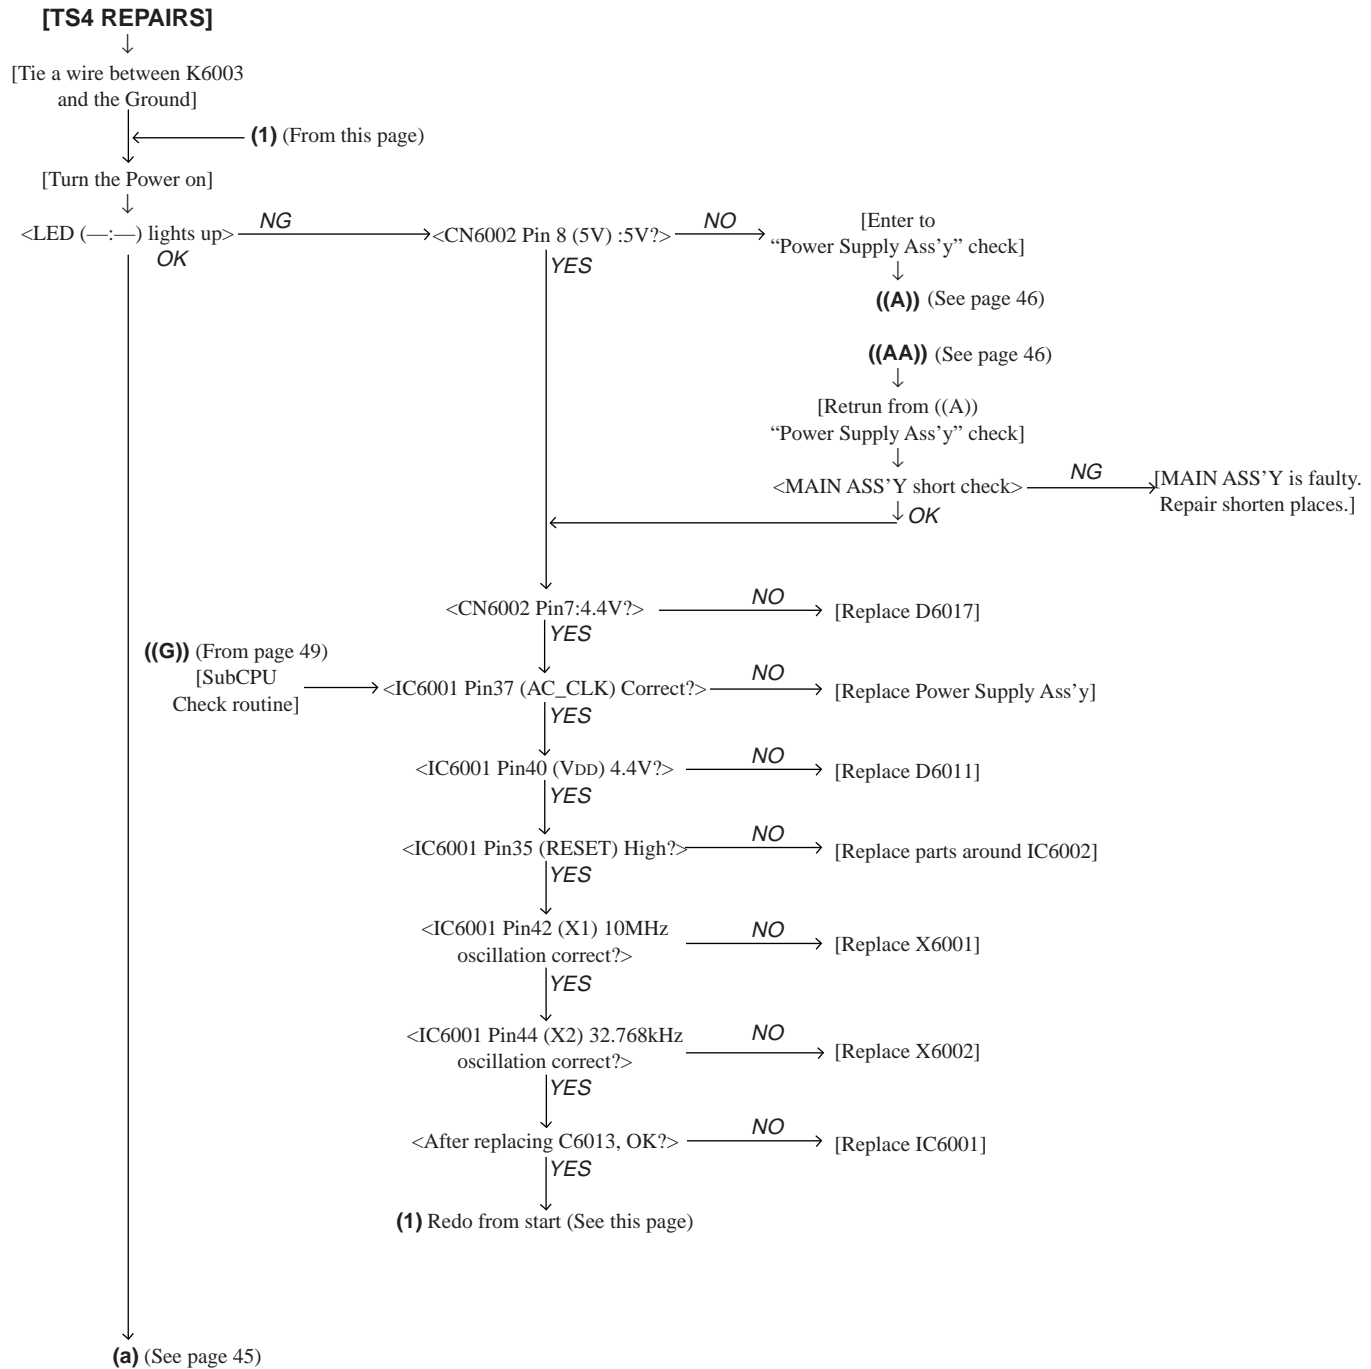 [TS4 REPAIRS]
[Tie a wire between K6003
and the Ground]
(1) (From this page)
[Turn the Power on]
<LED (—:—) lights up>
NG
OK
<CN6002 Pin 8 (5V) :5V?>
NO
YES
[Enter to
“Power Supply Ass’y” check]
((A)) (See page 46)
((AA)) (See page 46)
[Retrun from ((A))
“Power Supply Ass’y” check]
<MAIN ASS’Y short check>
NG
OK
[MAIN ASS’Y is faulty.
Repair shorten places.]
<CN6002 Pin7:4.4V?>
NO
[Replace D6017]
YES
((G)) (From page 49)
[SubCPU
Check routine]
<IC6001 Pin37 (AC_CLK) Correct?>
NO
[Replace Power Supply Ass’y]
YES
<IC6001 Pin40 (VDD) 4.4V?>
NO
[Replace D6011]
YES
<IC6001 Pin35 (RESET) High?>
NO
[Replace parts around IC6002]
YES
<IC6001 Pin42 (X1) 10MHz
oscillation correct?>
NO
[Replace X6001]
YES
<IC6001 Pin44 (X2) 32.768kHz
oscillation correct?>
NO
[Replace X6002]
YES
<After replacing C6013, OK?>
NO
[Replace IC6001]
YES
(1) Redo from start (See this page)
(a) (See page 45)